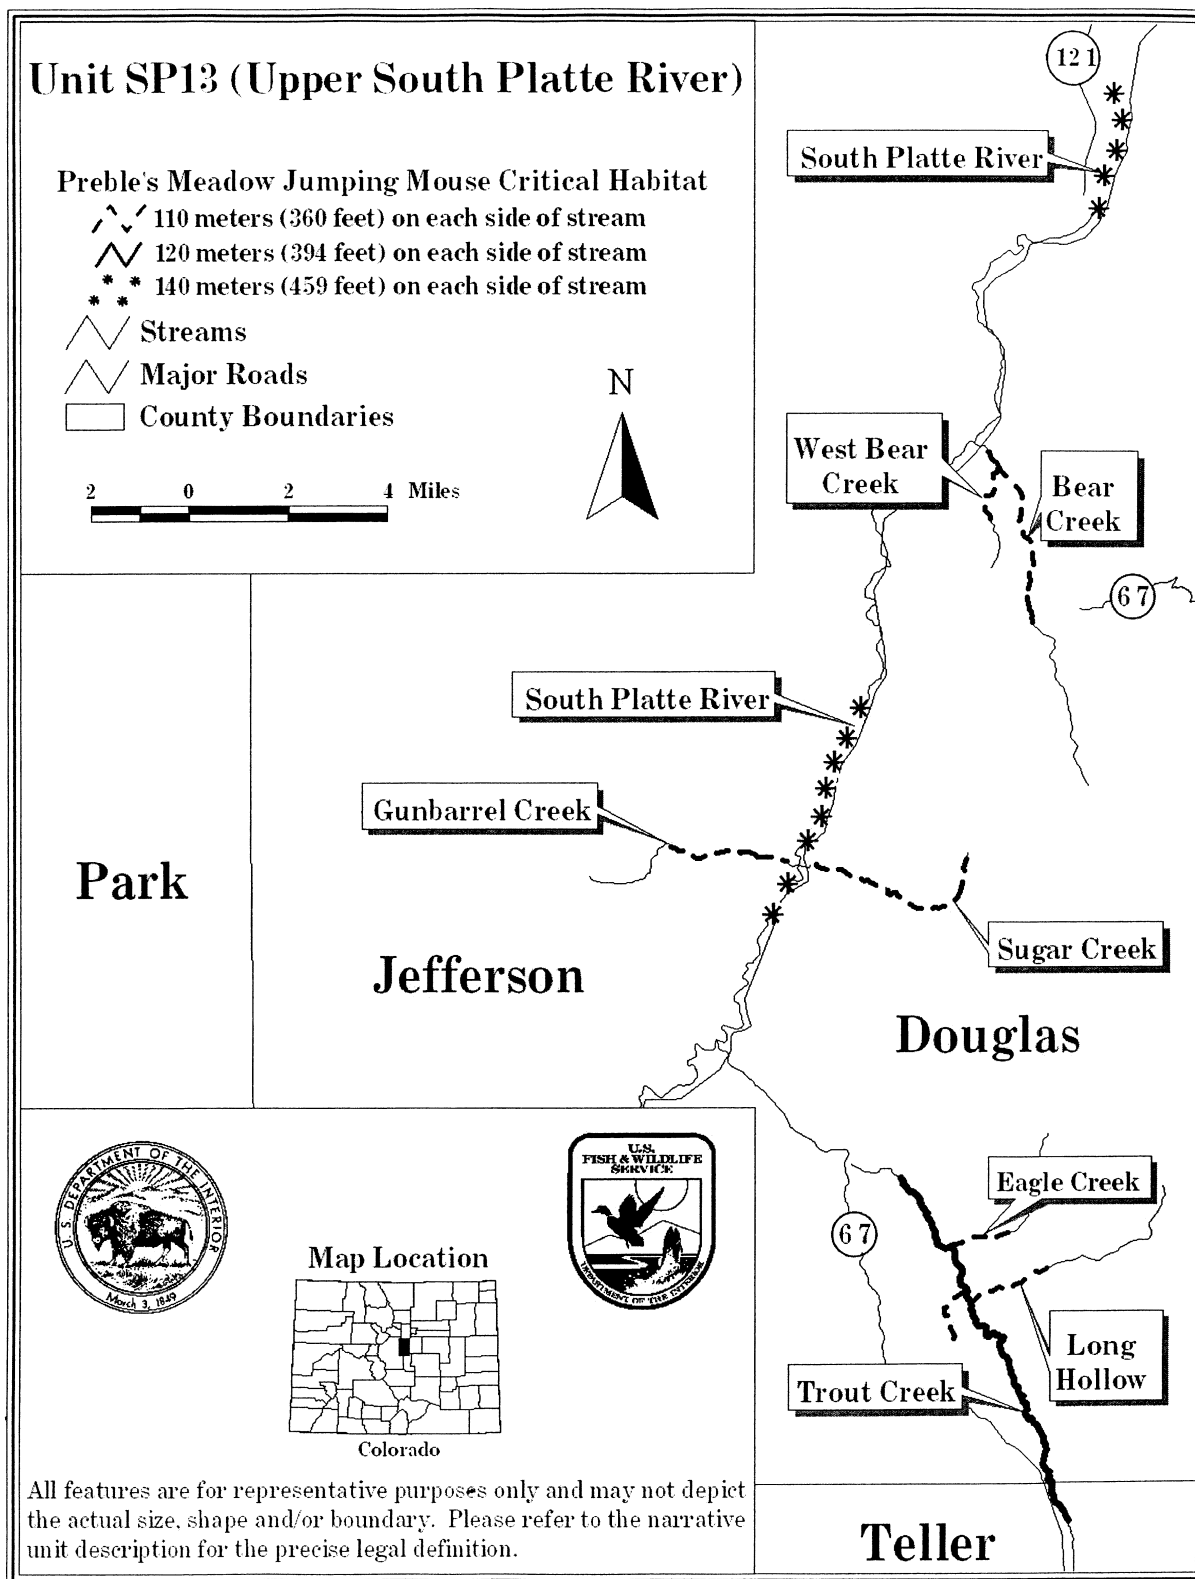 Unit SP13 (Upper South Platte River)
Preble's Meadow Jumping Mouse Critical Habitat
110 meters (360 feet) on each side of stream
120 meters (394 feet) on each side of stream
140 meters (459 feet) on each side of stream
Streams
Major Roads
County Boundaries
N
2 0 2 4 Miles
121
South Platte River
West Bear
Creek
Bear
Creek
67
South Platte River
Gunbarrel Creek
Park
Jefferson
Sugar Creek
Douglas
Eagle Creek
67
Long
Hollow
Trout Creek
Teller
U.S. DEPARTMENT OF THE INTERIOR
March 3, 1849
U.S.
FISH & WILDLIFE
SERVICE
DEPARTMENT OF THE INTERIOR
Map Location
Colorado
All features are for representative purposes only and may not depict
the actual size, shape and/or boundary. Please refer to the narrative
unit description for the precise legal definition.